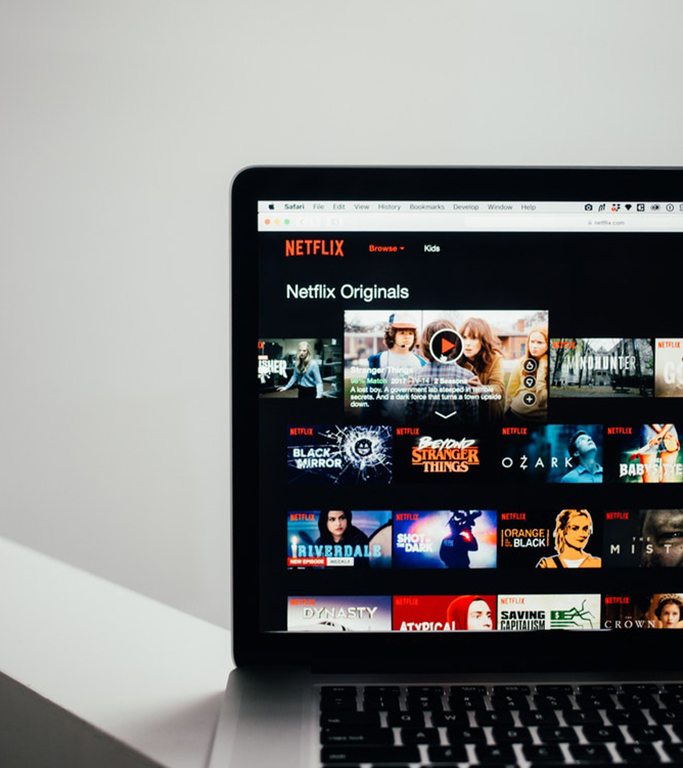 Safari File Edit View History Bookmarks Develop Window Help
netflix.com
NETFLIX Browse Kids
Netflix Originals
Stranger Things
98% Match 2017 TV-14 2 Seasons
A lost boy. A government lab steeped in terrible
secrets. And a dark force that turns a town upside
down.
NETFLIX
MINDHUNTER
NETFLIX
BLACK
MIRROR
NETFLIX
BEYOND
STRANGER
THINGS
NETFLIX
OZARK
NETFLIX
NETFLIX
RIVERDALE
NEW EPISODE WEEKLY
NETFLIX
SHOT
IN THE
DARK
NETFLIX
ORANGE
IS THE
BLACK
NETFLIX
THE
MIST
DYNASTY
NETFLIX
ATYPICAL
NETFLIX
SAVING
CAPITALISM
NETFLIX
THE
CROWN